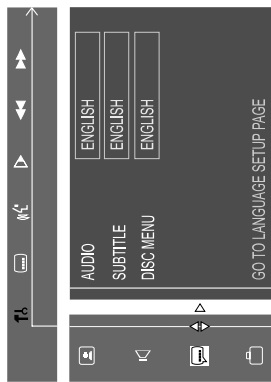 AUDIO ENGLISH
SUBTITLE ENGLISH
DISC MENU ENGLISH
GO TO LANGUAGE SETUP PAGE